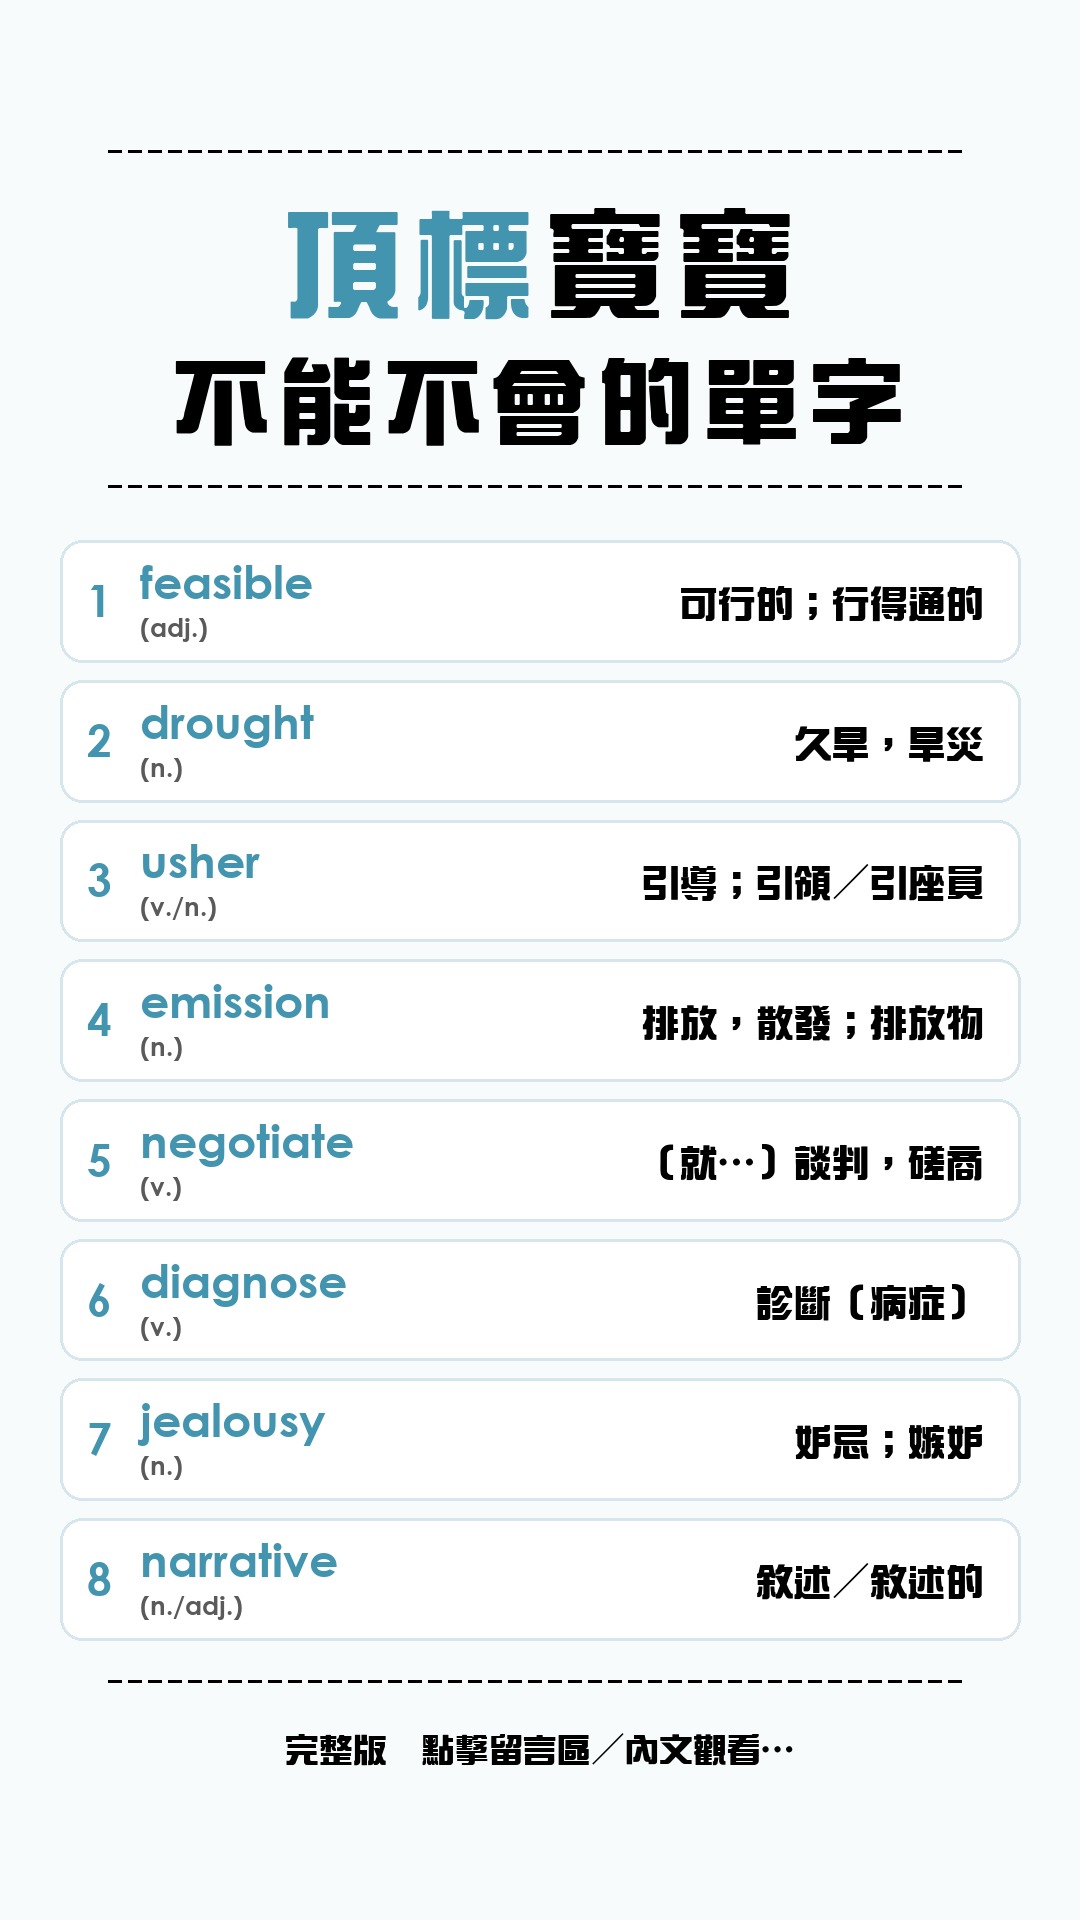 頂標寶寶
不能不會的單字
1 feasible 可行的；行得通的
(adj.)
2 drought 久旱，旱災
(n.)
3 usher 引導；引領／引座員
(v./n.)
4 emission 排放，散發；排放物
(n.)
5 negotiate （就…）談判，磋商
(v.)
6 diagnose 診斷（病症）
(v.)
7 jealousy 妒忌；嫉妒
(n.)
8 narrative 敘述／敘述的
(n./adj.)
完整版　點擊留言區／內文觀看…